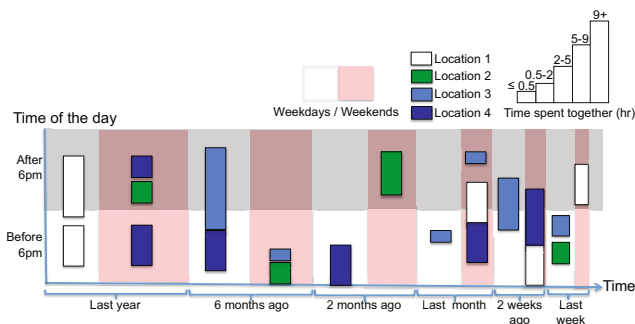 9+
5-9
2-5
0.5-2
≤ 0.5
Time spent together (hr)
Location 1
Location 2
Location 3
Location 4
Weekdays / Weekends
Time of the day
After
6pm
Before
6pm
Time
Last year
6 months ago
2 months ago
Last month
2 weeks
ago
Last
week